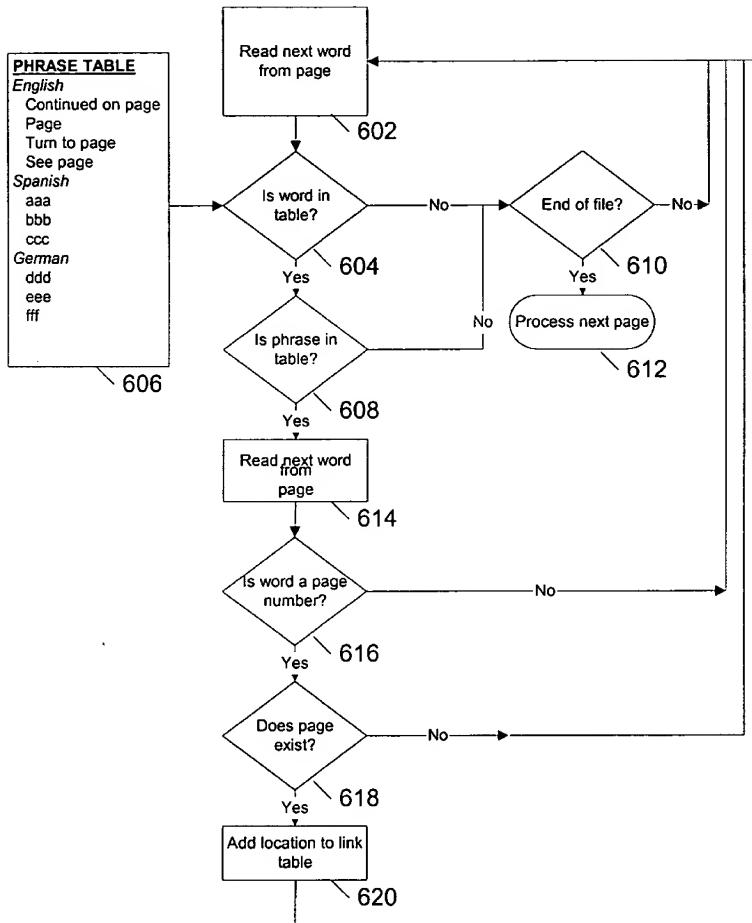 Read next word
from page
602
PHRASE TABLE
English
Continued on page
Page
Turn to page
See page
Spanish
aaa
bbb
ccc
German
ddd
eee
fff
606
Is word in
table?
No
604
Yes
End of file?
No
610
Yes
Process next page
612
Is phrase in
table?
No
608
Yes
Read next word
from
page
614
Is word a page
number?
No
616
Yes
Does page
exist?
No
618
Yes
Add location to link
table
620